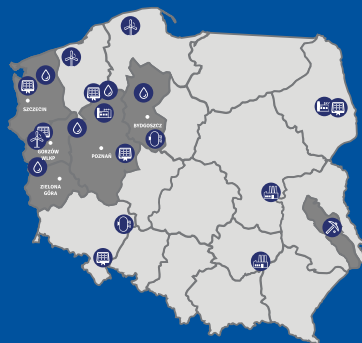 SZCZECIN
BYDGOSZCZ
GORZÓW
WLKP
POZNAŃ
ZIELONA
GÓRA